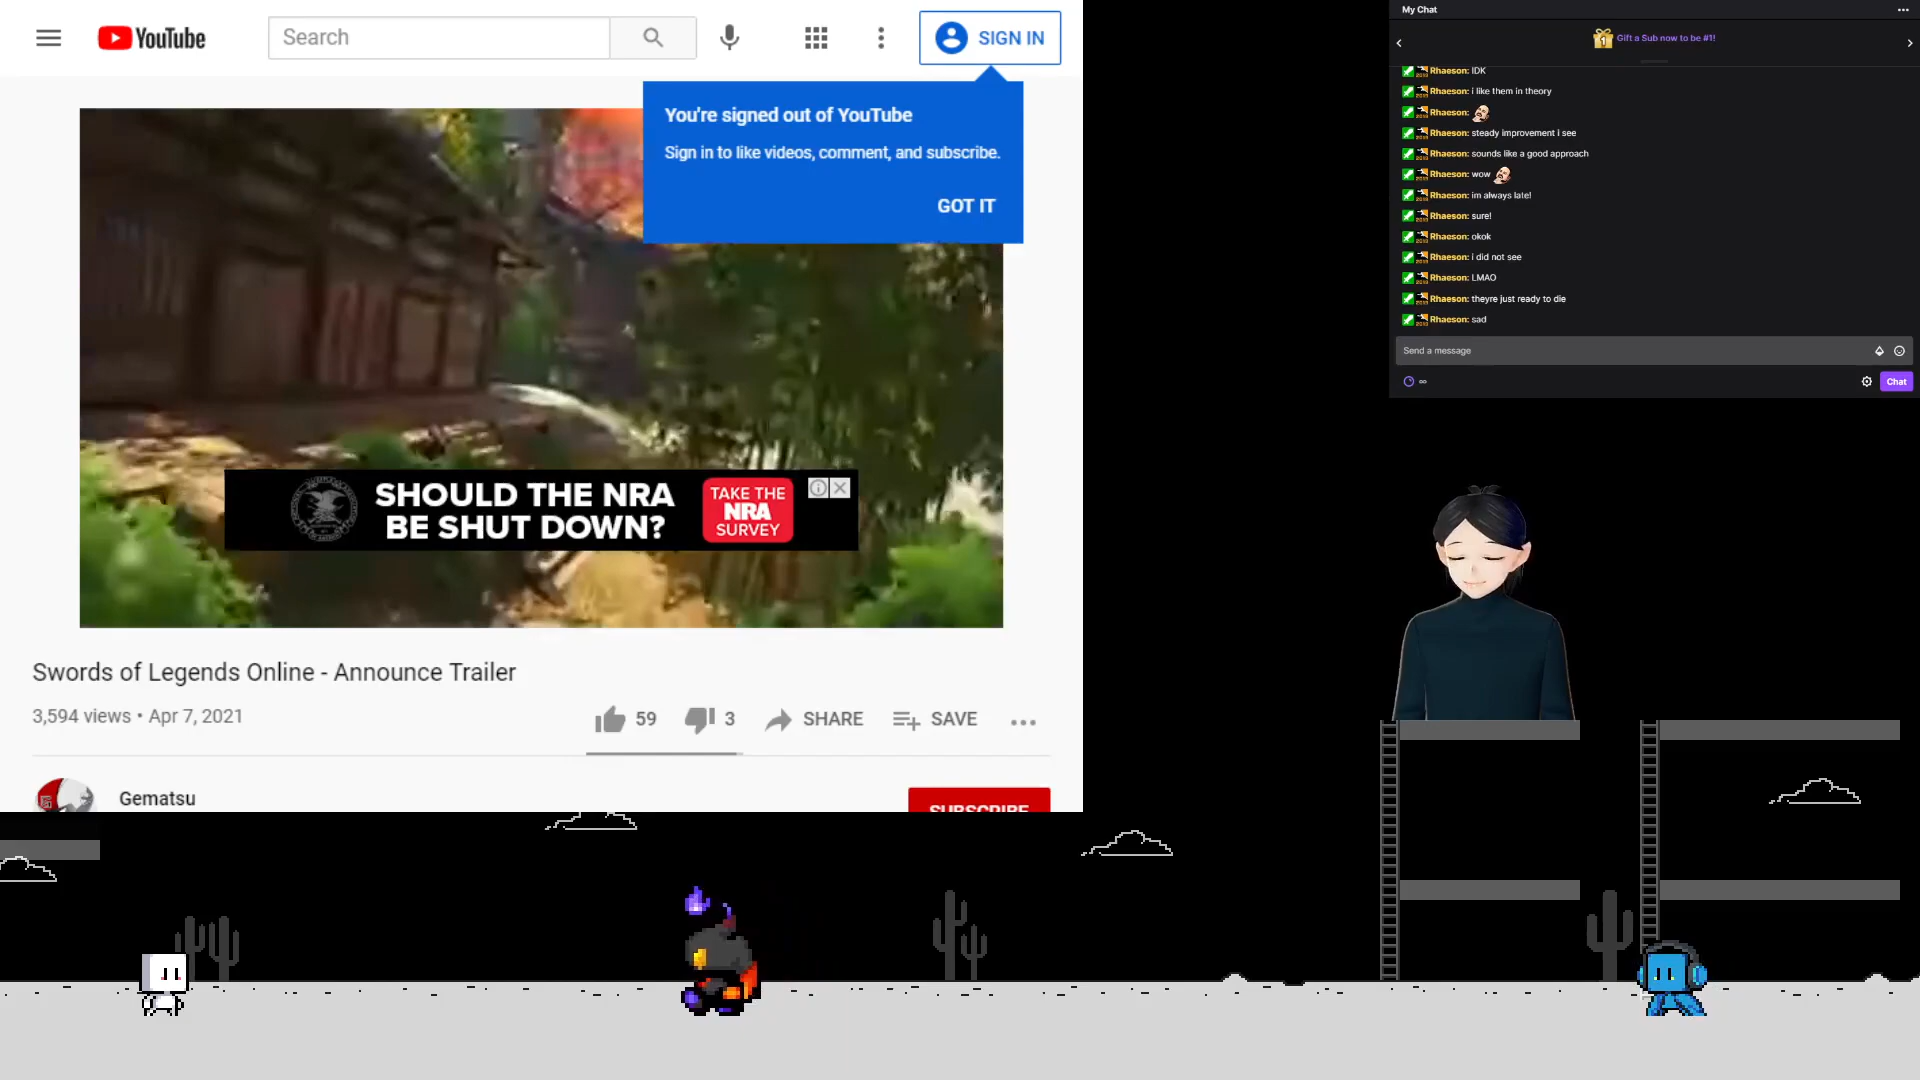 YouTube
Search
SIGN IN
You're signed out of YouTube
Sign in to like videos, comment, and subscribe.
GOT IT
SHOULD THE NRA
BE SHUT DOWN?
TAKE THE
NRA
SURVEY
Swords of Legends Online - Announce Trailer
3,594 views • Apr 7, 2021
59
3
SHARE
SAVE
Gematsu
SUBSCRIBE
My Chat
1
Gift a Sub now to be #1!
Rhaeson: IDK
Rhaeson: i like them in theory
Rhaeson:
Rhaeson: steady improvement i see
Rhaeson: sounds like a good approach
Rhaeson: wow
Rhaeson: im always late!
Rhaeson: sure!
Rhaeson: okok
Rhaeson: i did not see
Rhaeson: LMAO
Rhaeson: theyre just ready to die
Rhaeson: sad
Send a message
∞
Chat